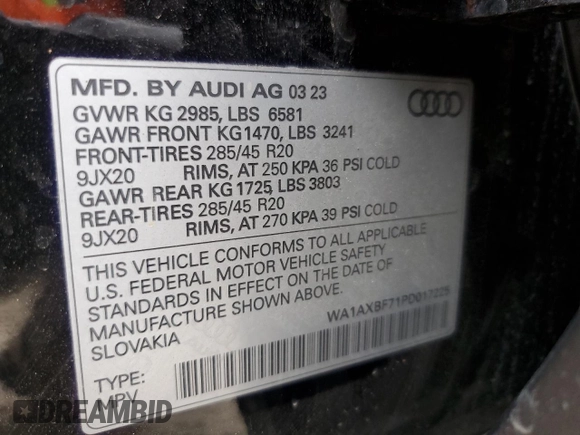 MFD. BY AUDI AG 03 23
GVWR KG 2985, LBS 6581
GAWR FRONT KG1470, LBS 3241
FRONT-TIRES 285/45 R20
9JX20 RIMS, AT 250 KPA 36 PSI COLD
GAWR REAR KG 1725, LBS 3803
REAR-TIRES 285/45 R20
9JX20 RIMS, AT 270 KPA 39 PSI COLD
THIS VEHICLE CONFORMS TO ALL APPLICABLE
U.S. FEDERAL MOTOR VEHICLE SAFETY
STANDARDS IN EFFECT ON THE DATE OF
MANUFACTURE SHOWN ABOVE.
SLOVAKIA
WA1AXBF71PD017225
TYPE:
MPV
DREAMBID